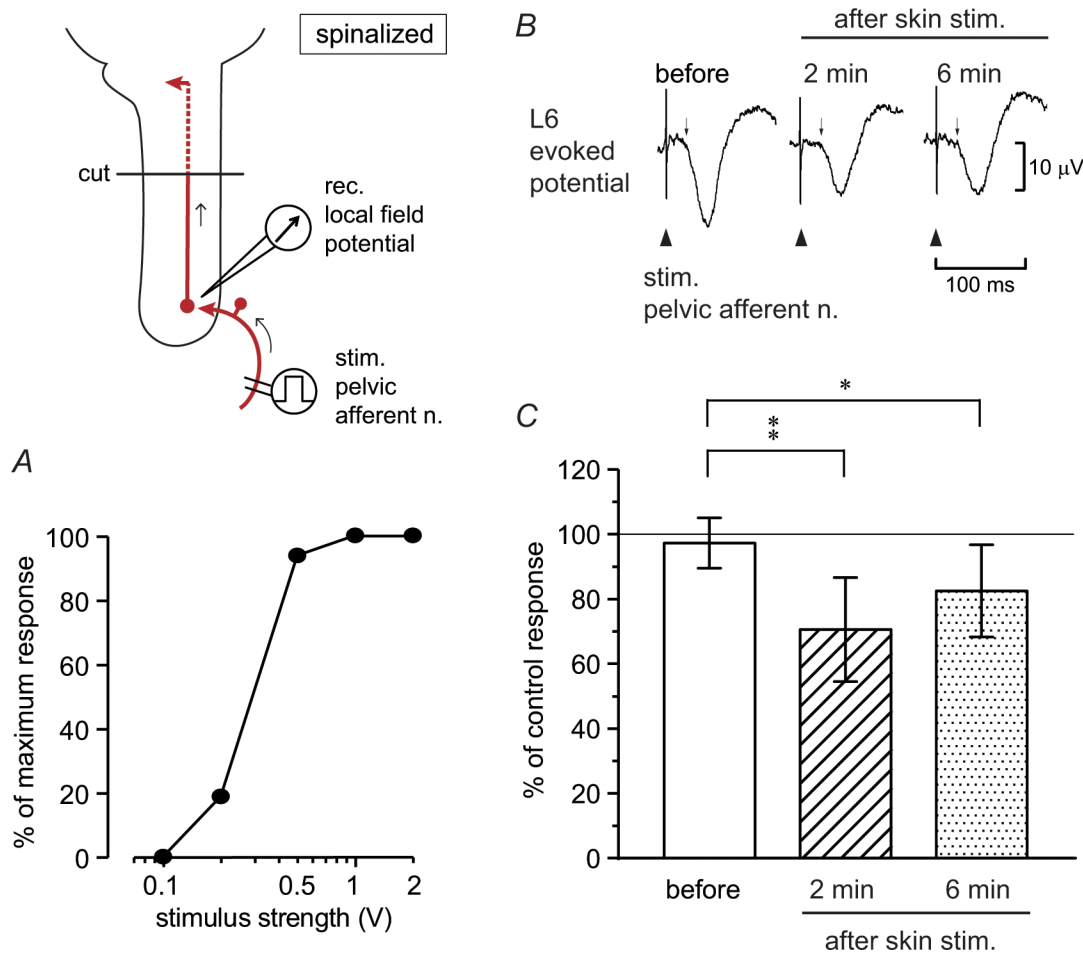 spinalized
cut
rec.
local field
potential
stim.
pelvic
afferent n.
B
after skin stim.
before
2 min
6 min
L6
evoked
potential
10 μV
100 ms
stim.
pelvic afferent n.
A
% of maximum response
100
80
60
40
20
0
0.1
0.5
1
2
stimulus strength (V)
C
*
*
*
% of control response
120
100
80
60
40
20
0
before
2 min
6 min
after skin stim.